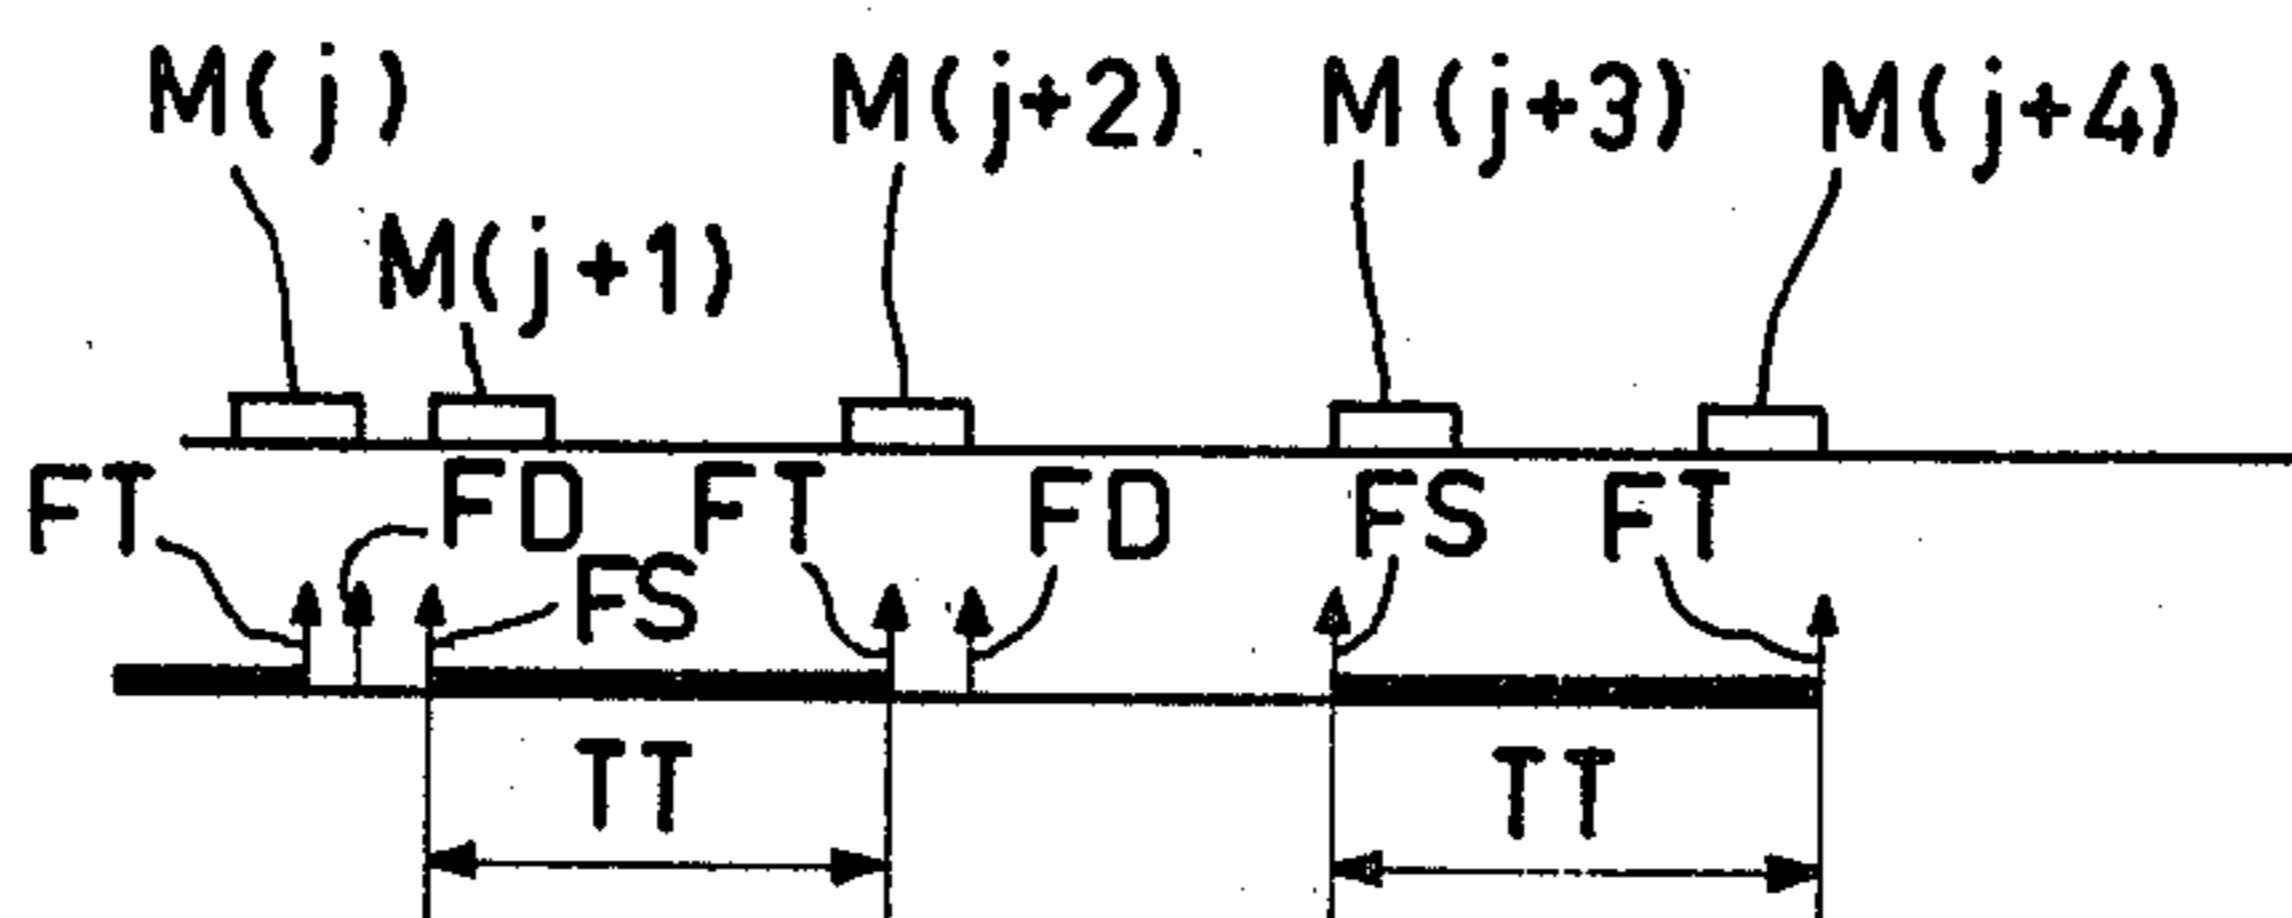 M(j)
M(j+2)
M(j+3)
M(j+4)
M(j+1)
FT
FD
FT
FD
FS
FT
FS
TT
TT